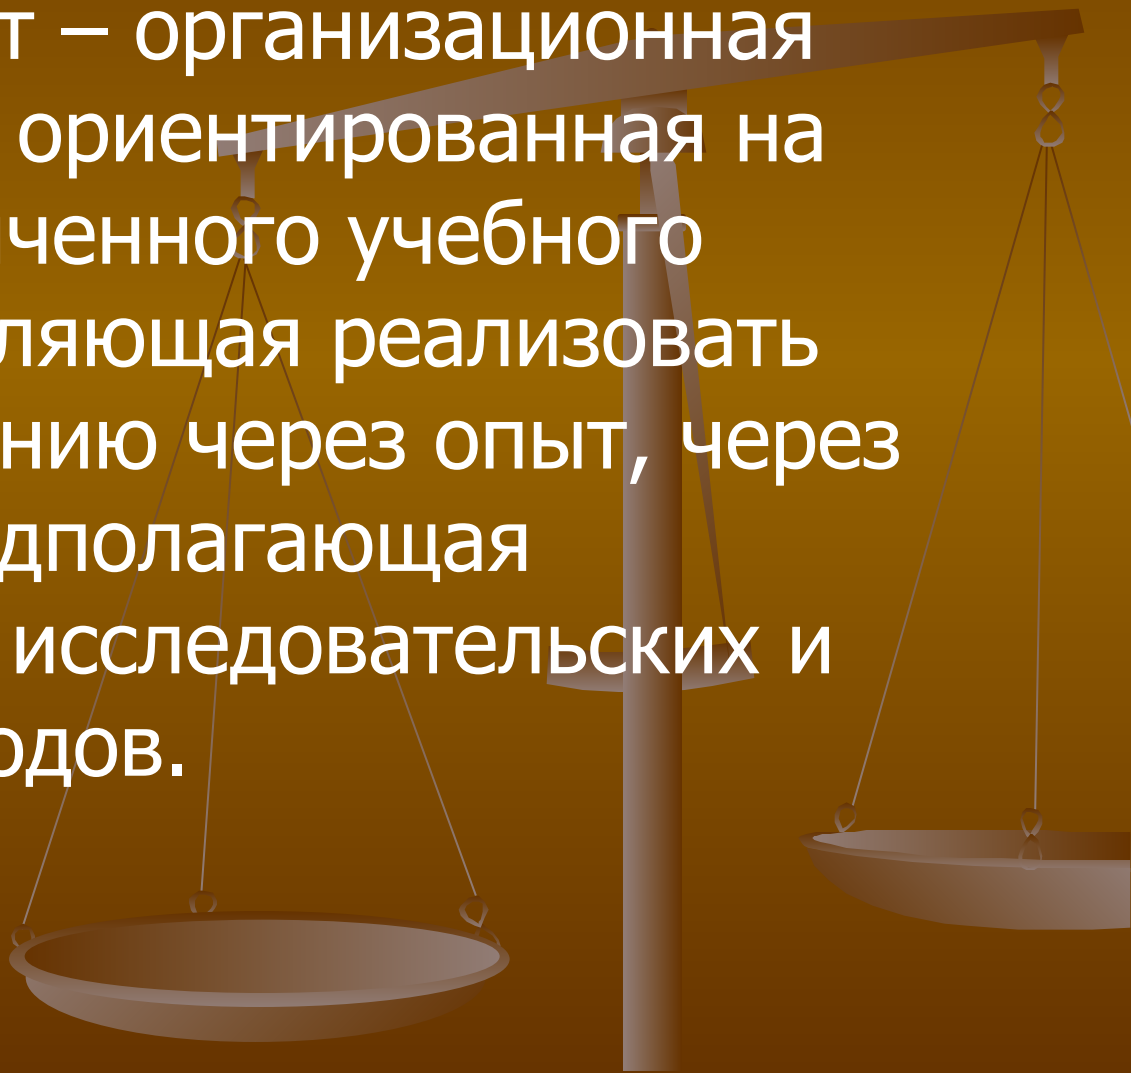 т – организационная
ориентированная на
ченного учебного
ляющая реализовать
нию через опыт, через
дполагающая
исследовательских и
одов.